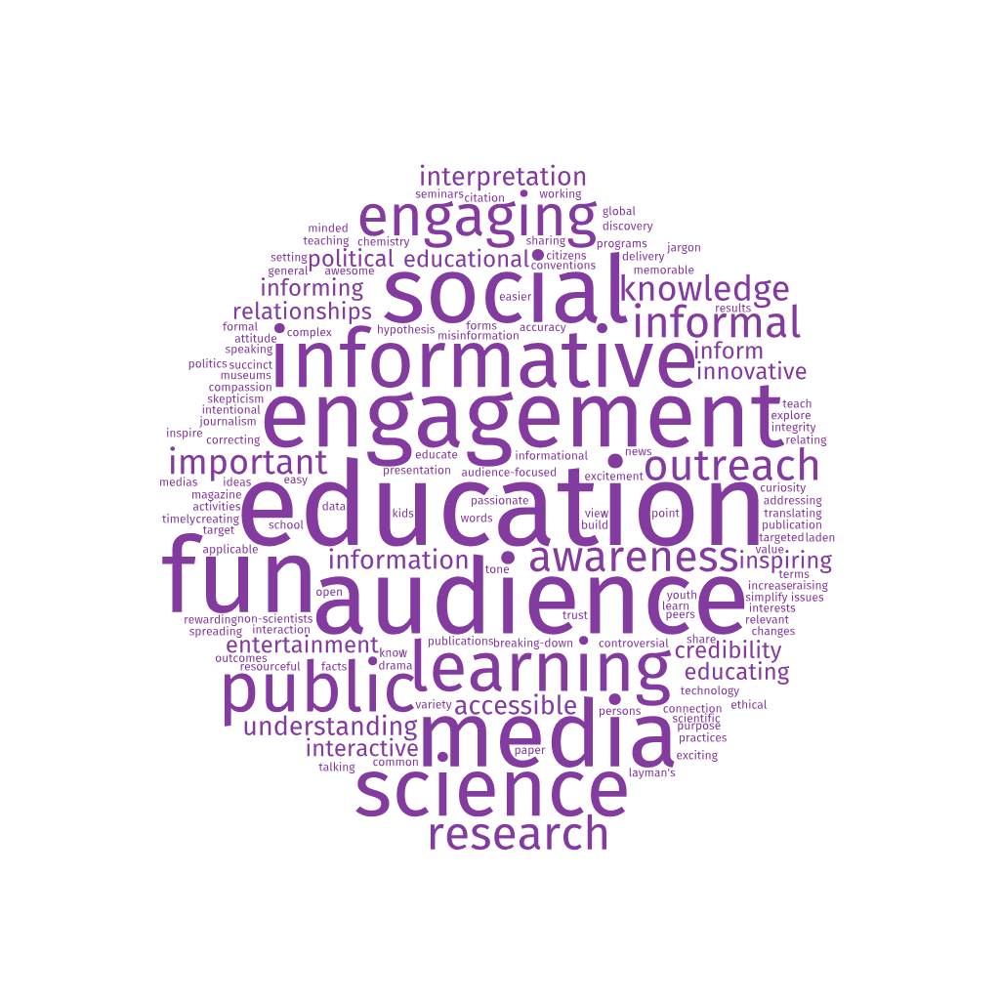 interpretation
seminars citation working
engaging global
minded discovery
teaching chemistry sharing programs jargon
setting political educational citizens delivery
general awesome conventions memorable
informing social easier knowledge
relationships results informal
formal complex hypothesis forms accuracy
attitude misinformation
speaking informative inform
politics succinct innovative
museums
compassion
skepticism engagement teach
intentional explore
journalism integrity
inspire correcting relating
important educate informational news outreach
presentation audience-focused excitement
medias ideas easy curiosity
magazine passionate addressing
activities data kids education view point translating
timely creating words build publication
target school targeted laden
applicable value
fun information tone awareness inspiring
terms
open audience youth increase raising
learn simplify issues
trust peers interests
rewarding non-scientists relevant
spreading interaction changes
entertainment know publications breaking-down controversial share credibility
outcomes
resourceful facts drama learning educating
public technology
variety accessible persons connection ethical
scientific
understanding media purpose
interactive paper practices
talking common exciting
science layman's
research